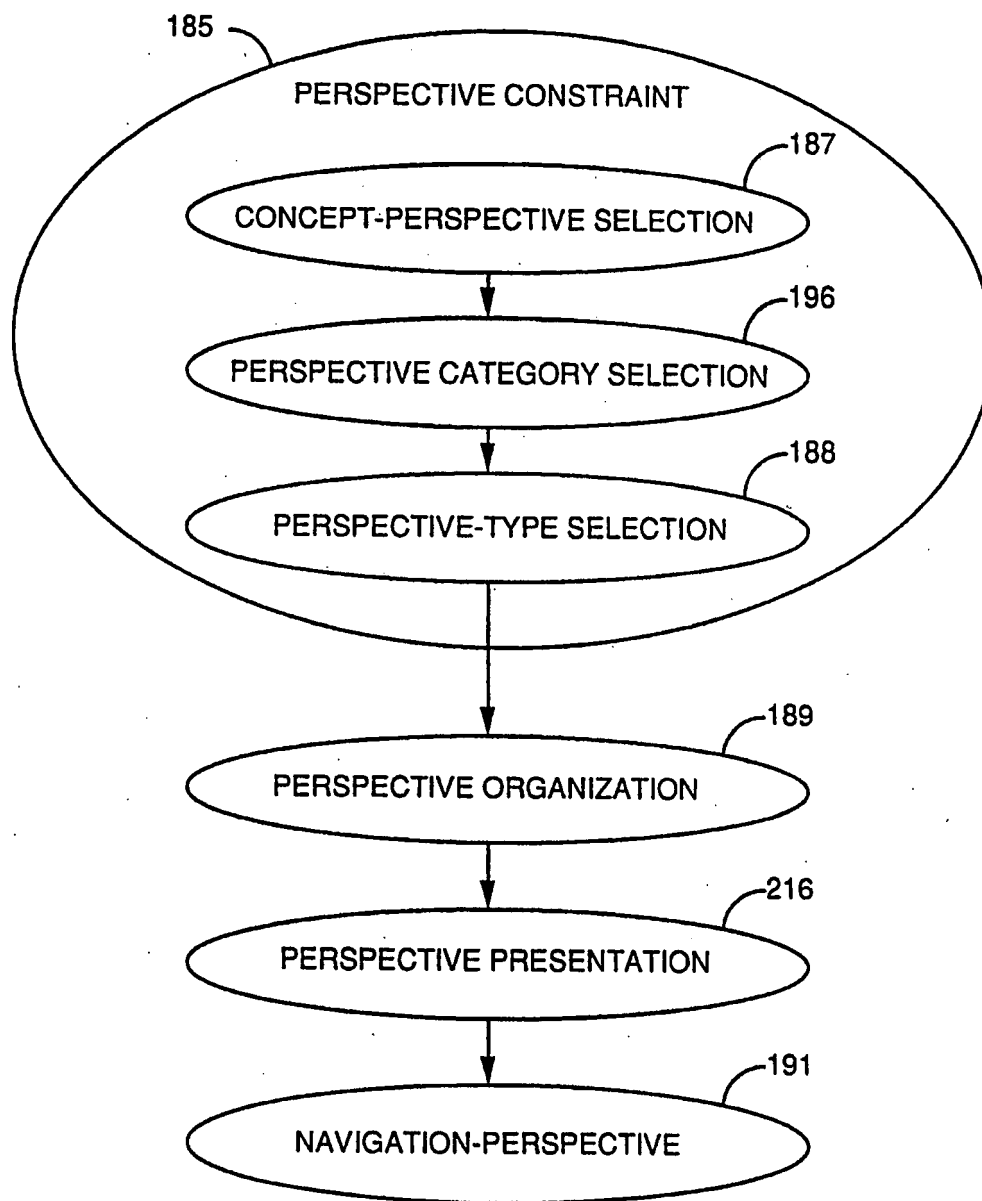 185
PERSPECTIVE CONSTRAINT
187
CONCEPT-PERSPECTIVE SELECTION
196
PERSPECTIVE CATEGORY SELECTION
188
PERSPECTIVE-TYPE SELECTION
189
PERSPECTIVE ORGANIZATION
216
PERSPECTIVE PRESENTATION
191
NAVIGATION-PERSPECTIVE